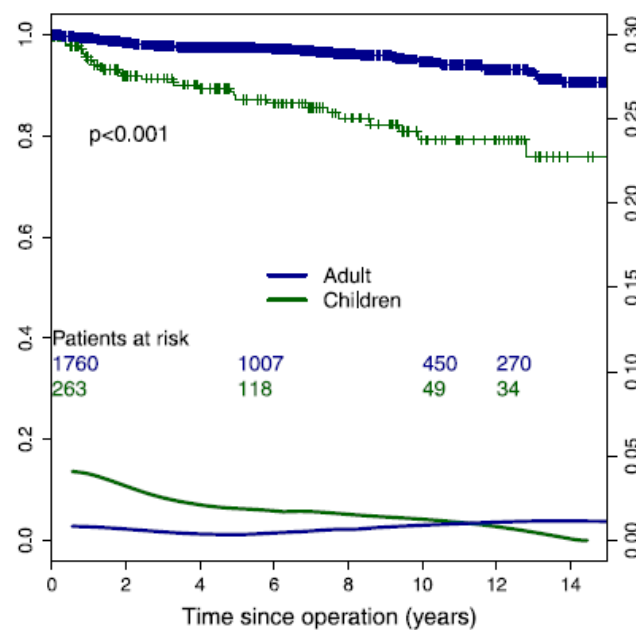 1.0
0.8
0.6
0.4
0.2
0.0
0.30
0.25
0.20
0.15
0.10
0.05
0.00
p<0.001
Adult
Children
Patients at risk
1760 1007 450 270
263 118 49 34
0 2 4 6 8 10 12 14
Time since operation (years)